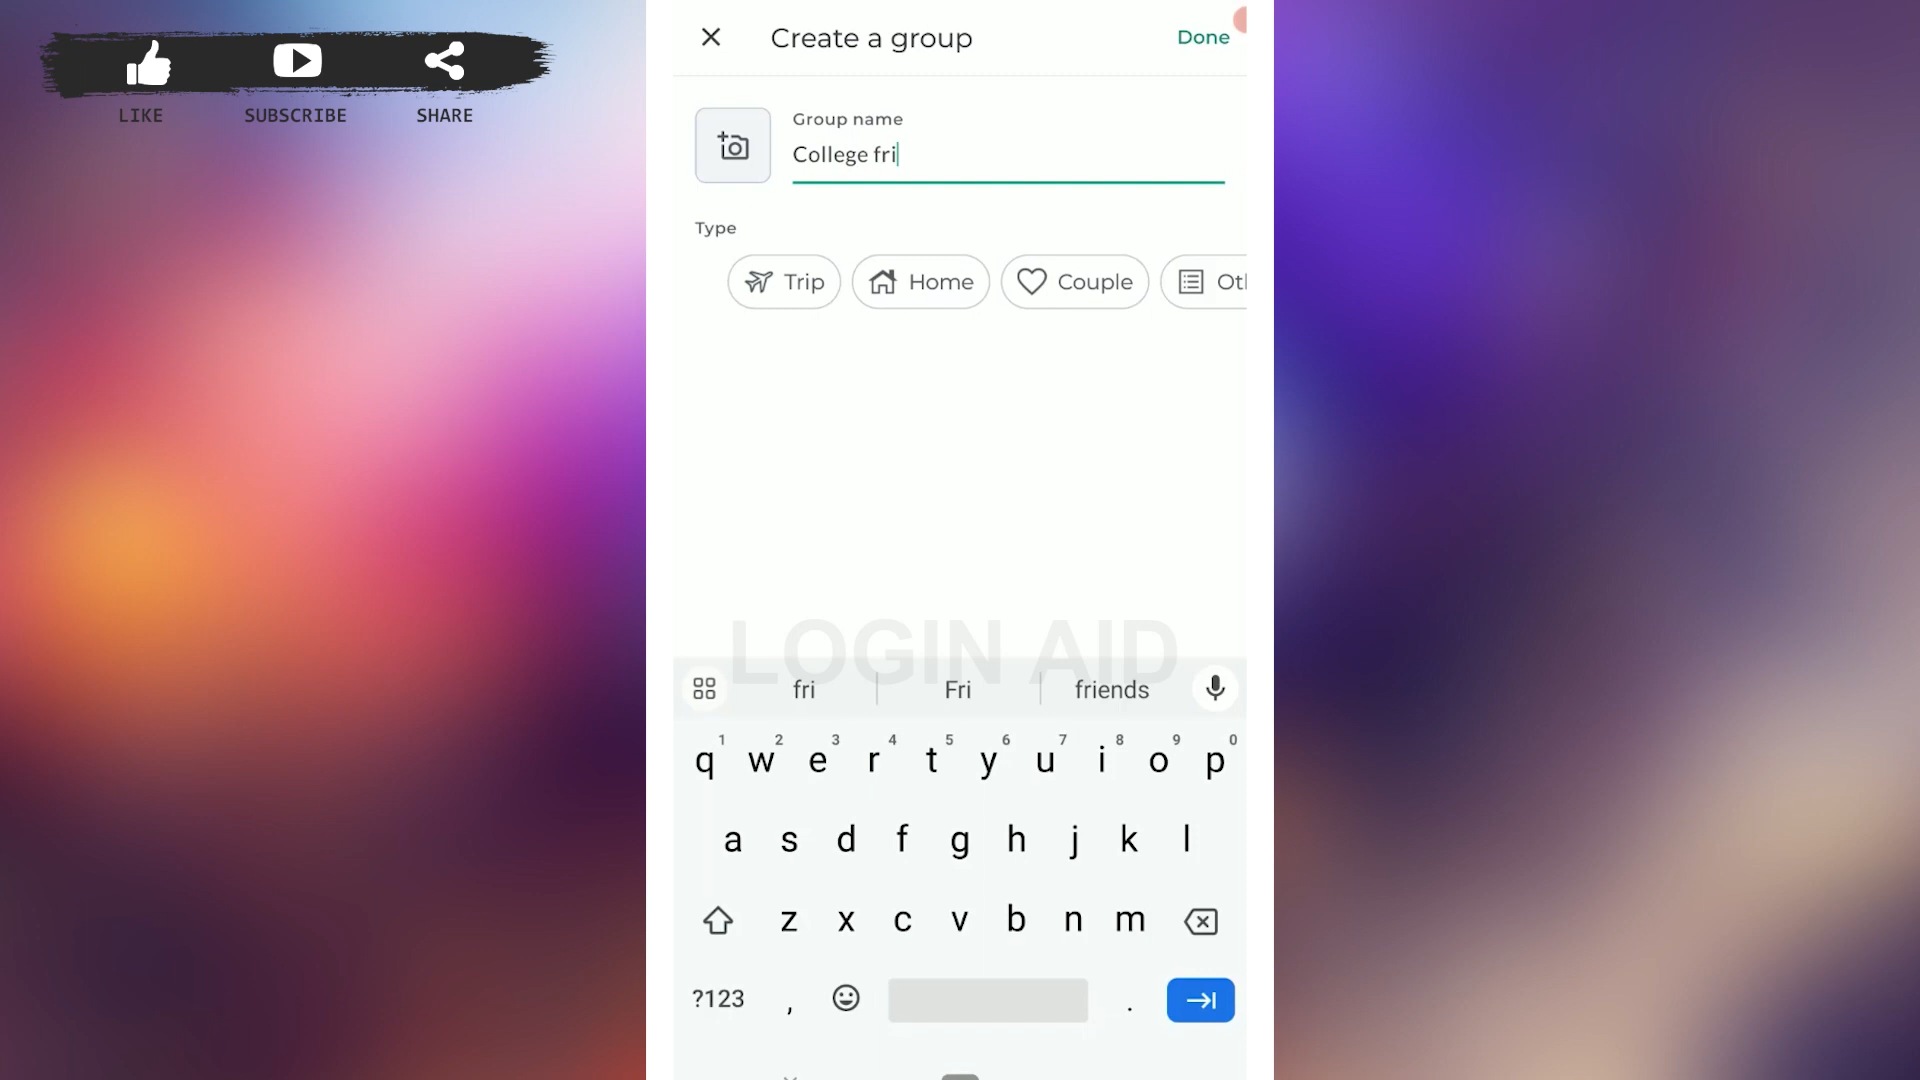 LIKE SUBSCRIBE SHARE
Create a group Done
Group name
College fri
Type
Trip Home Couple
LOGIN AID
fri Fri friends
1 2 3 4 5 6 7 8 9 0
q w e r t y u i o p
a s d f g h j k l
z x c v b n m
?123 , .